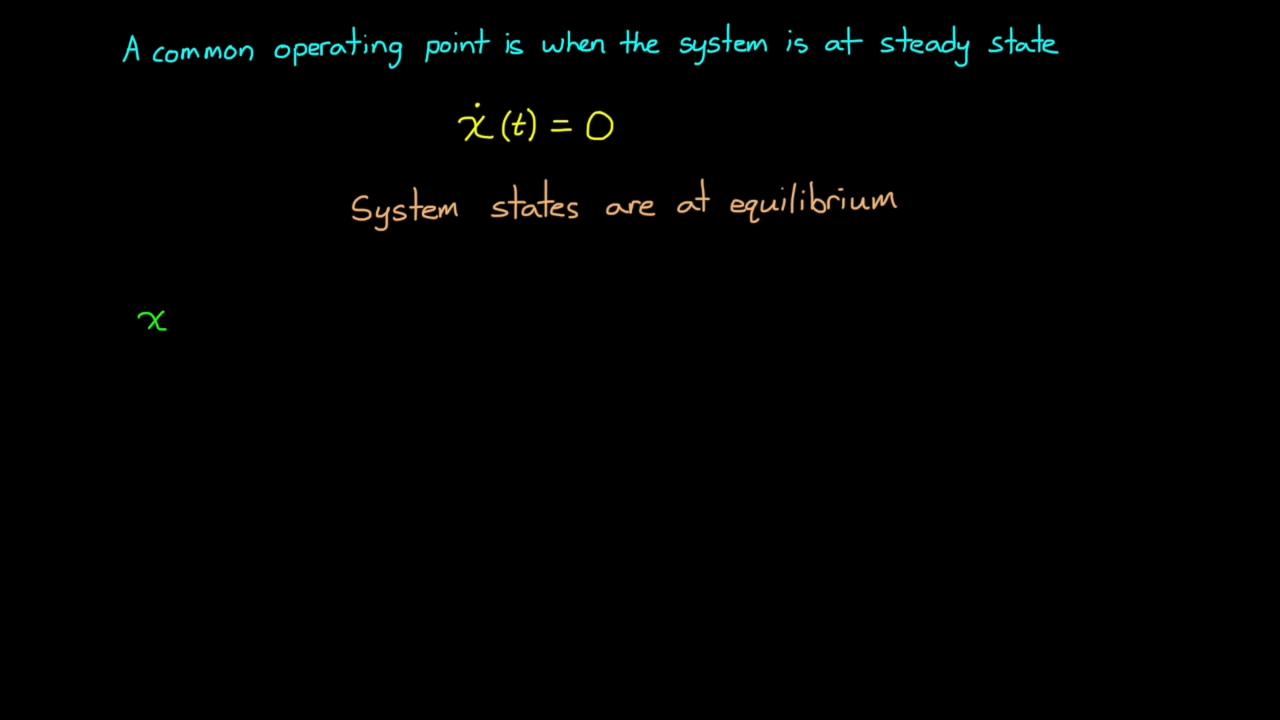 A common operating point is when the system is at steady state
ẋ(t) = 0
System states are at equilibrium
x